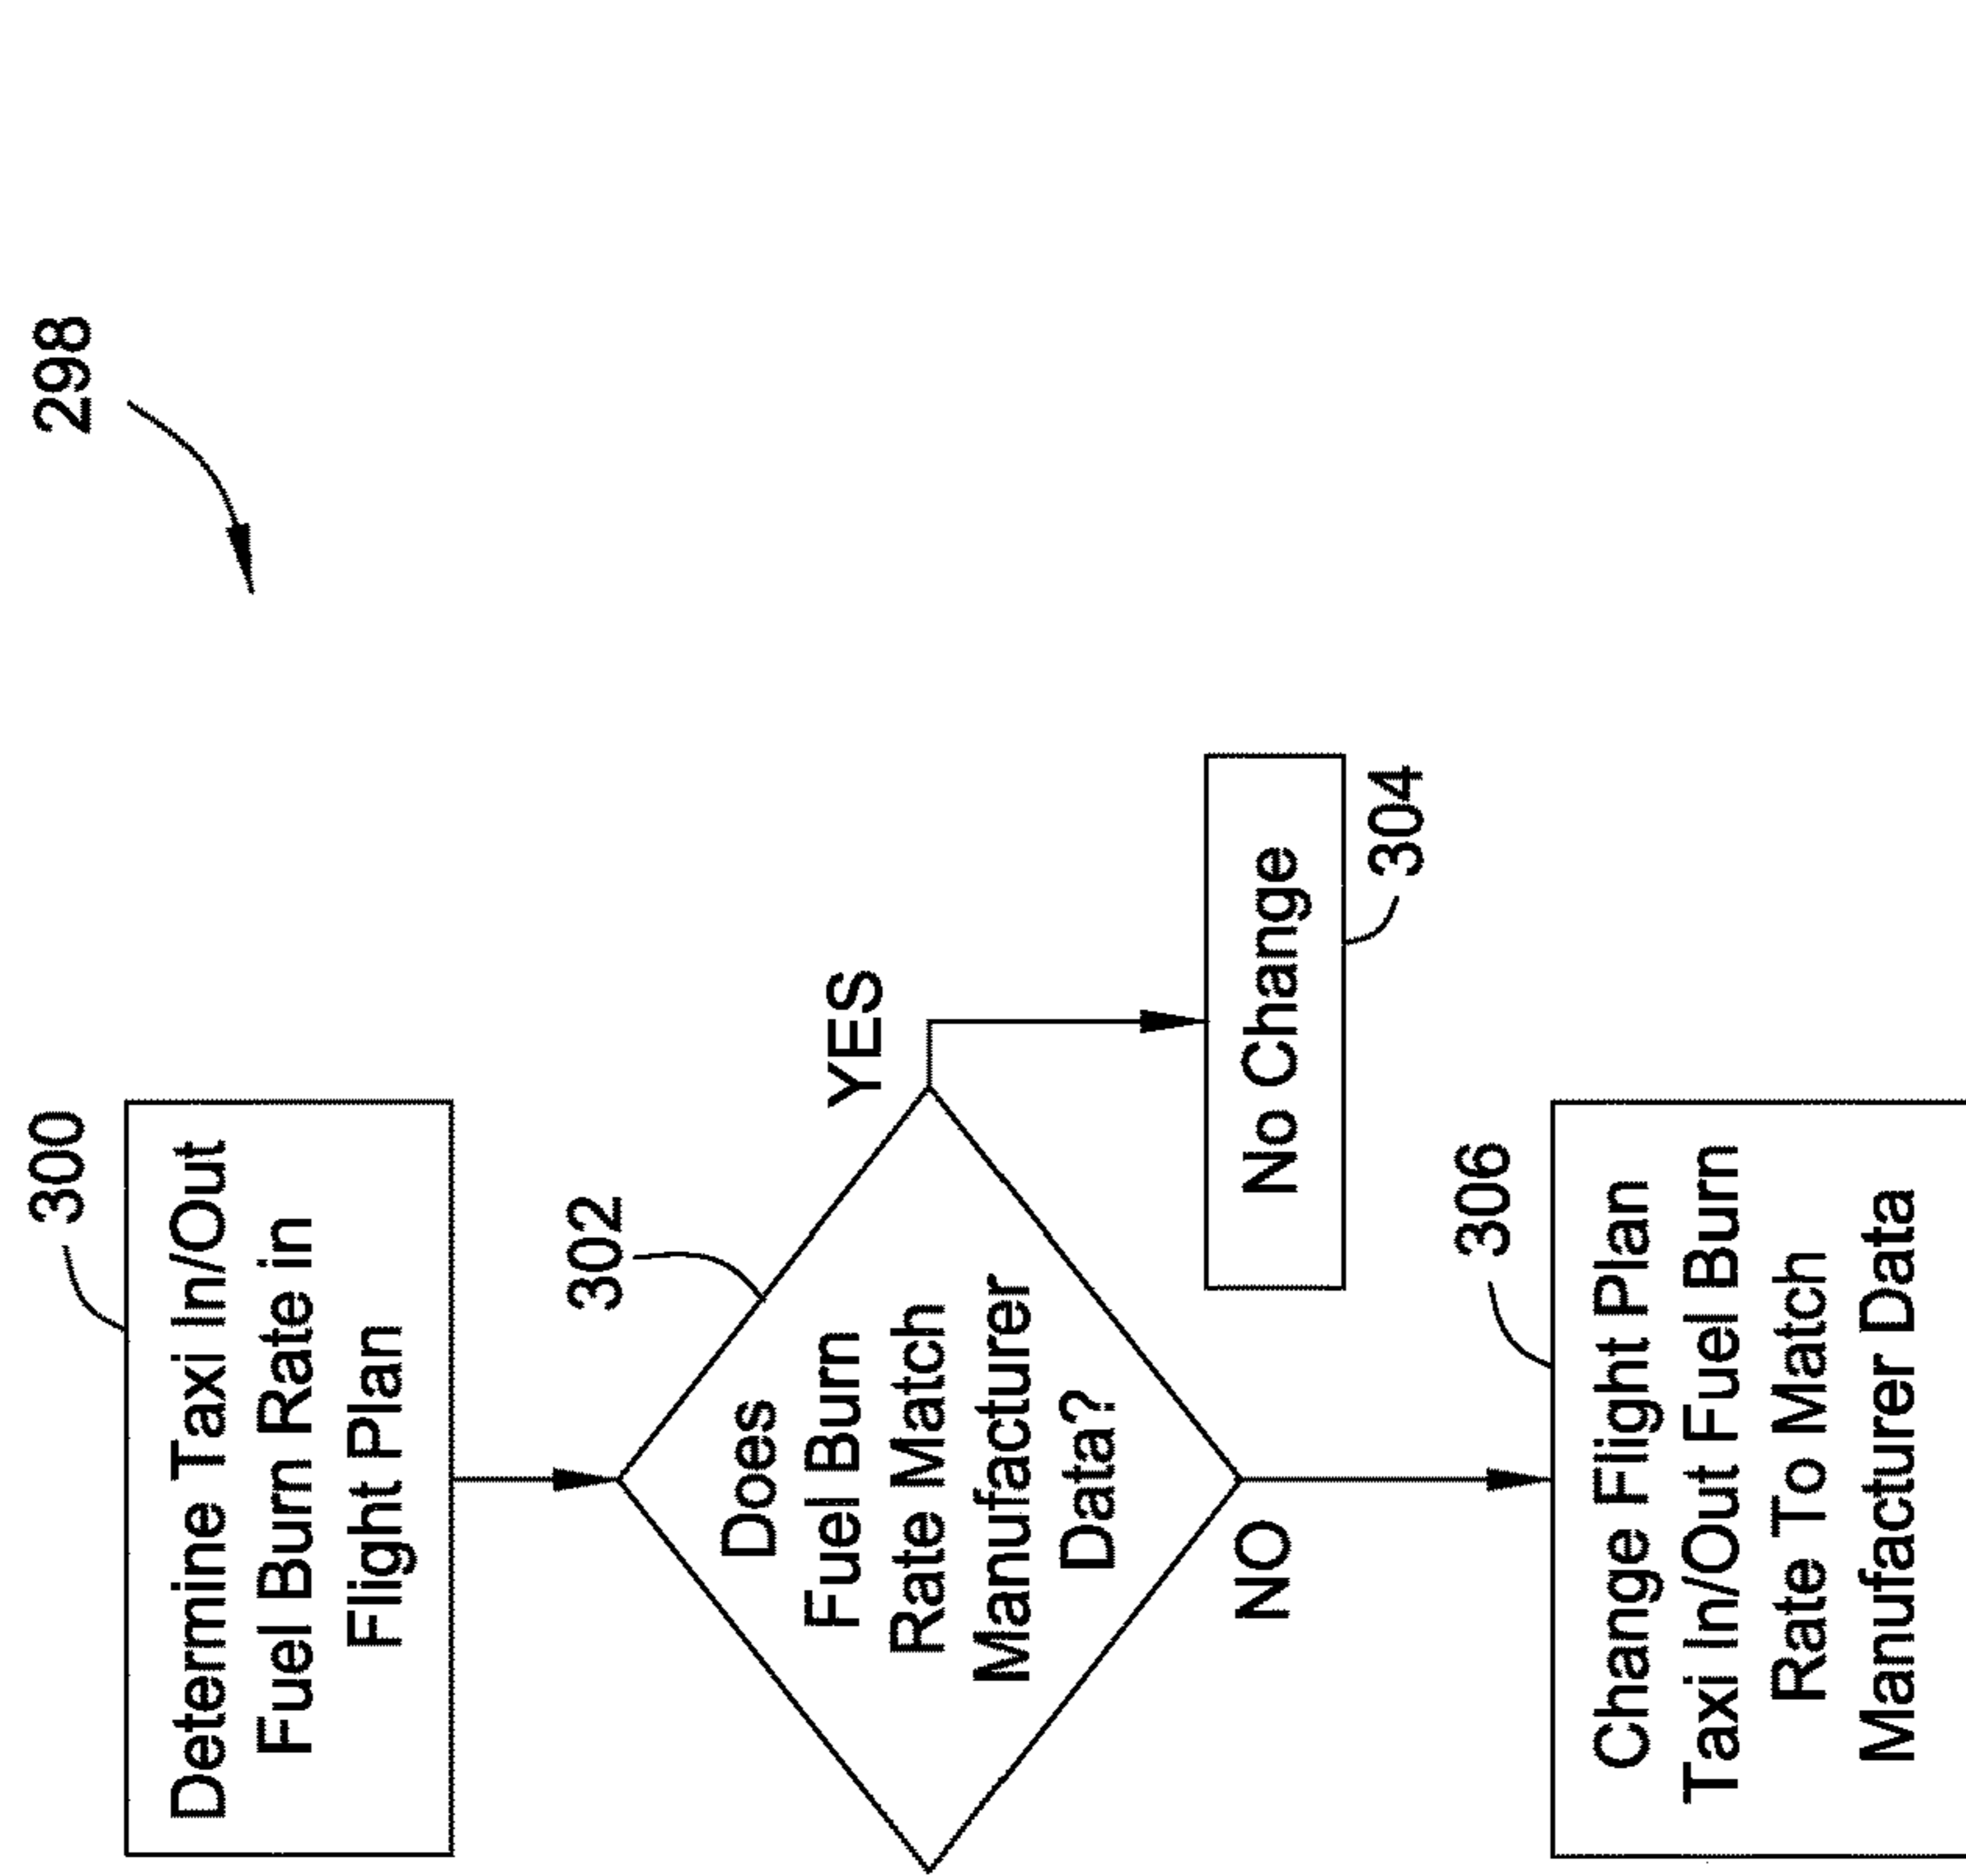 298
300
Determine Taxi In/Out
Fuel Burn Rate in
Flight Plan
302
Does
Fuel Burn
Rate Match
Manufacturer
Data?
YES
No Change
304
NO
306
Change Flight Plan
Taxi In/Out Fuel Burn
Rate To Match
Manufacturer Data